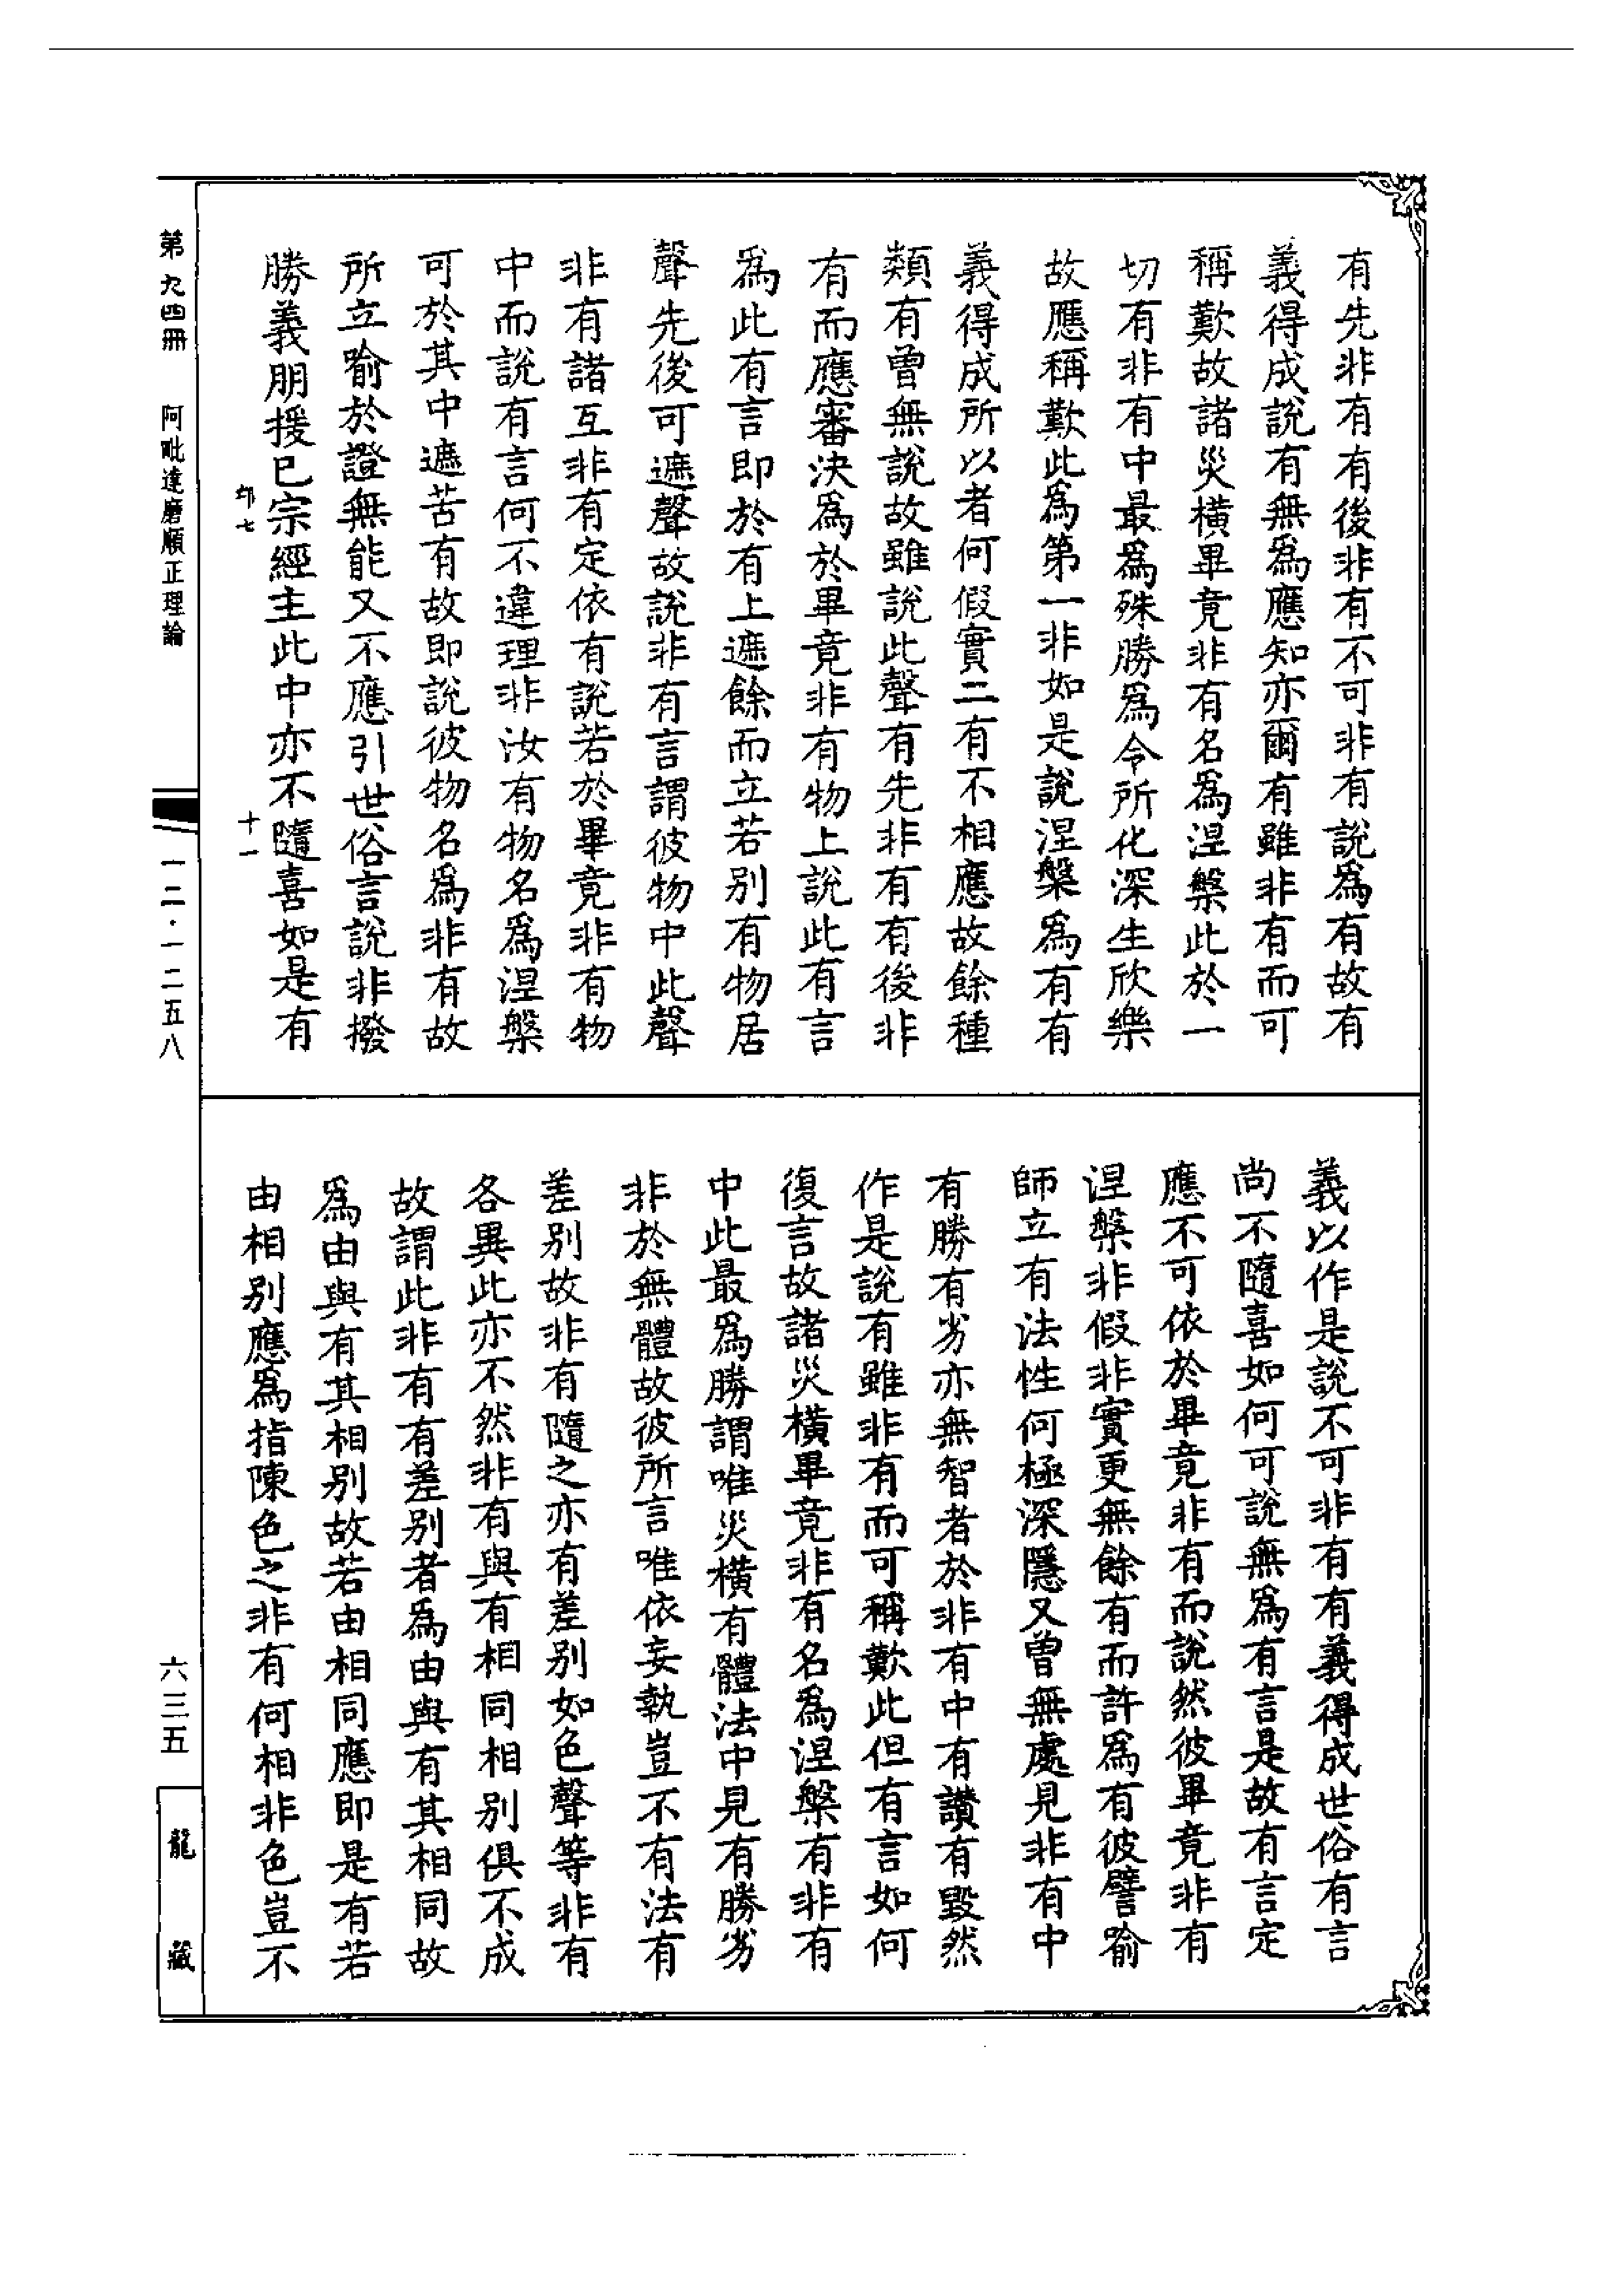 有先非有有後非有不可非有說為有故有
義得成說有無為應知亦爾有雖非有而可
稱歎故諸災橫畢竟非有名為涅槃此於一
切有非有中最為殊勝為令所化深生欣樂
故應稱歎此為第一非如是說涅槃為有有
義得成所以者何假實二有不相應故餘種
類有曾無說故雖說此聲有先非有有後非
有而應審決為於畢竟非有物上說此有言
為此有言即於有上遮餘而立若別有物居
聲先後可遮聲故說非有言謂彼物中此聲
非有諸互非有定依有說若於畢竟非有物
中而說有言何不違理非汝有物名為涅槃
可於其中遮苦有故即說彼物名為非有故
所立喻於證無能又不應引世俗言說非撥
勝義朋援已宗經主此中亦不隨喜如是有
義以作是說不可非有有義得成世俗有言
尚不隨喜如何可說無為有言是故有言定
應不可依於畢竟非有而說然彼畢竟非有
涅槃非假非實更無餘有而許為有彼譬喻
師立有法性何極深隱又曾無處見非有中
有勝有劣亦無智者於非有中有讚有毀然
作是說有雖非有而可稱歎此但有言如何
復言故諸災橫畢竟非有名為涅槃有非有
中此最為勝謂唯災橫有體法中見有勝劣
非於無體故彼所言唯依妄執豈不有法有
差別故非有隨之亦有差別如色聲等非有
各異此亦不然非有與有相同相別俱不成
故謂此非有有差別者為由與有其相同故
為由與有其相別故若由相同應即是有若
由相別應為指陳色之非有何相非色豈不
邶七
十一
第九四冊 阿毗達磨順正理論
一二·一二五八
六三五
龍藏